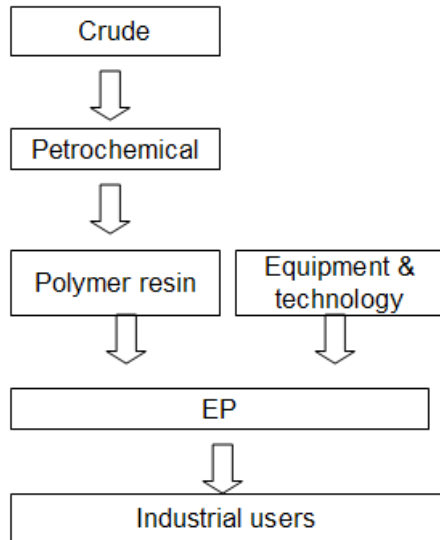 Crude
Petrochemical
Polymer resin
Equipment &
technology
EP
Industrial users